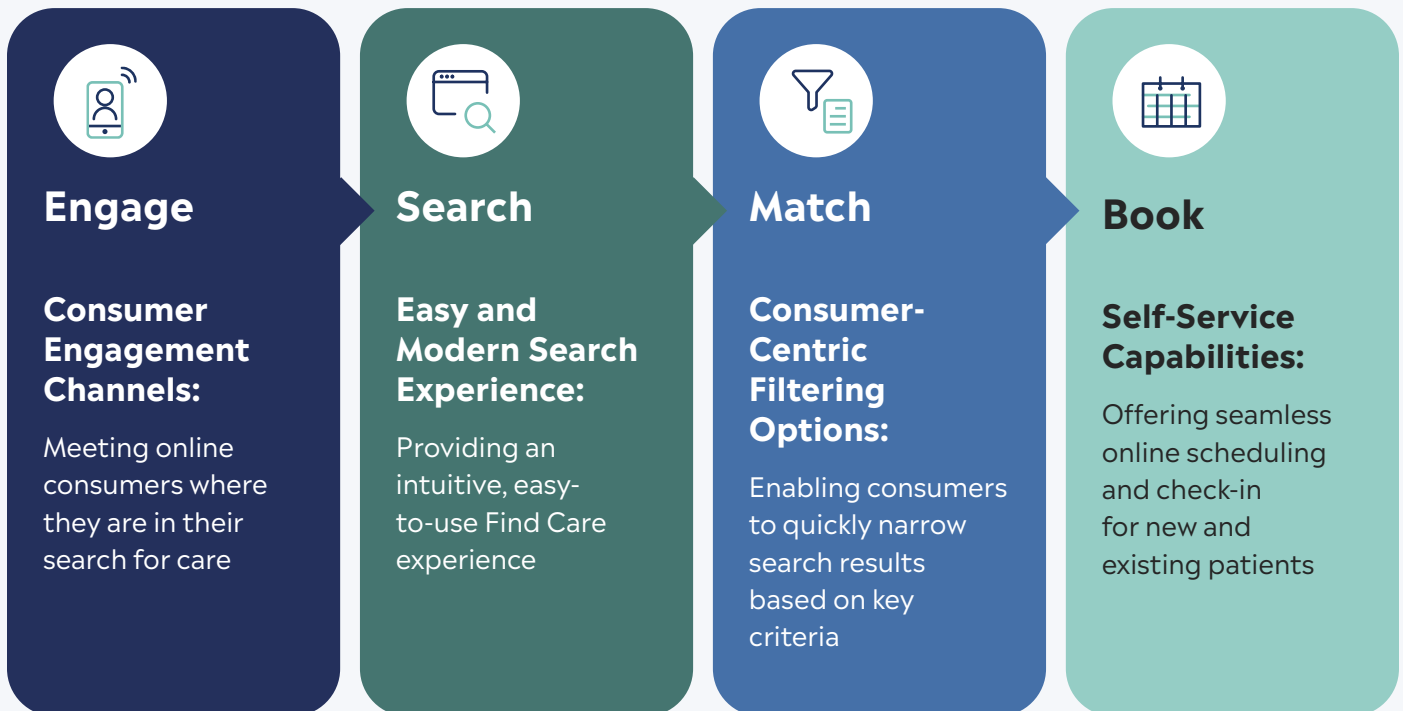 Engage
Consumer
Engagement
Channels:
Meeting online
consumers where
they are in their
search for care
Search
Easy and
Modern Search
Experience:
Providing an
intuitive, easy-
to-use Find Care
experience
Match
Consumer-
Centric
Filtering
Options:
Enabling consumers
to quickly narrow
search results
based on key
criteria
Book
Self-Service
Capabilities:
Offering seamless
online scheduling
and check-in
for new and
existing patients